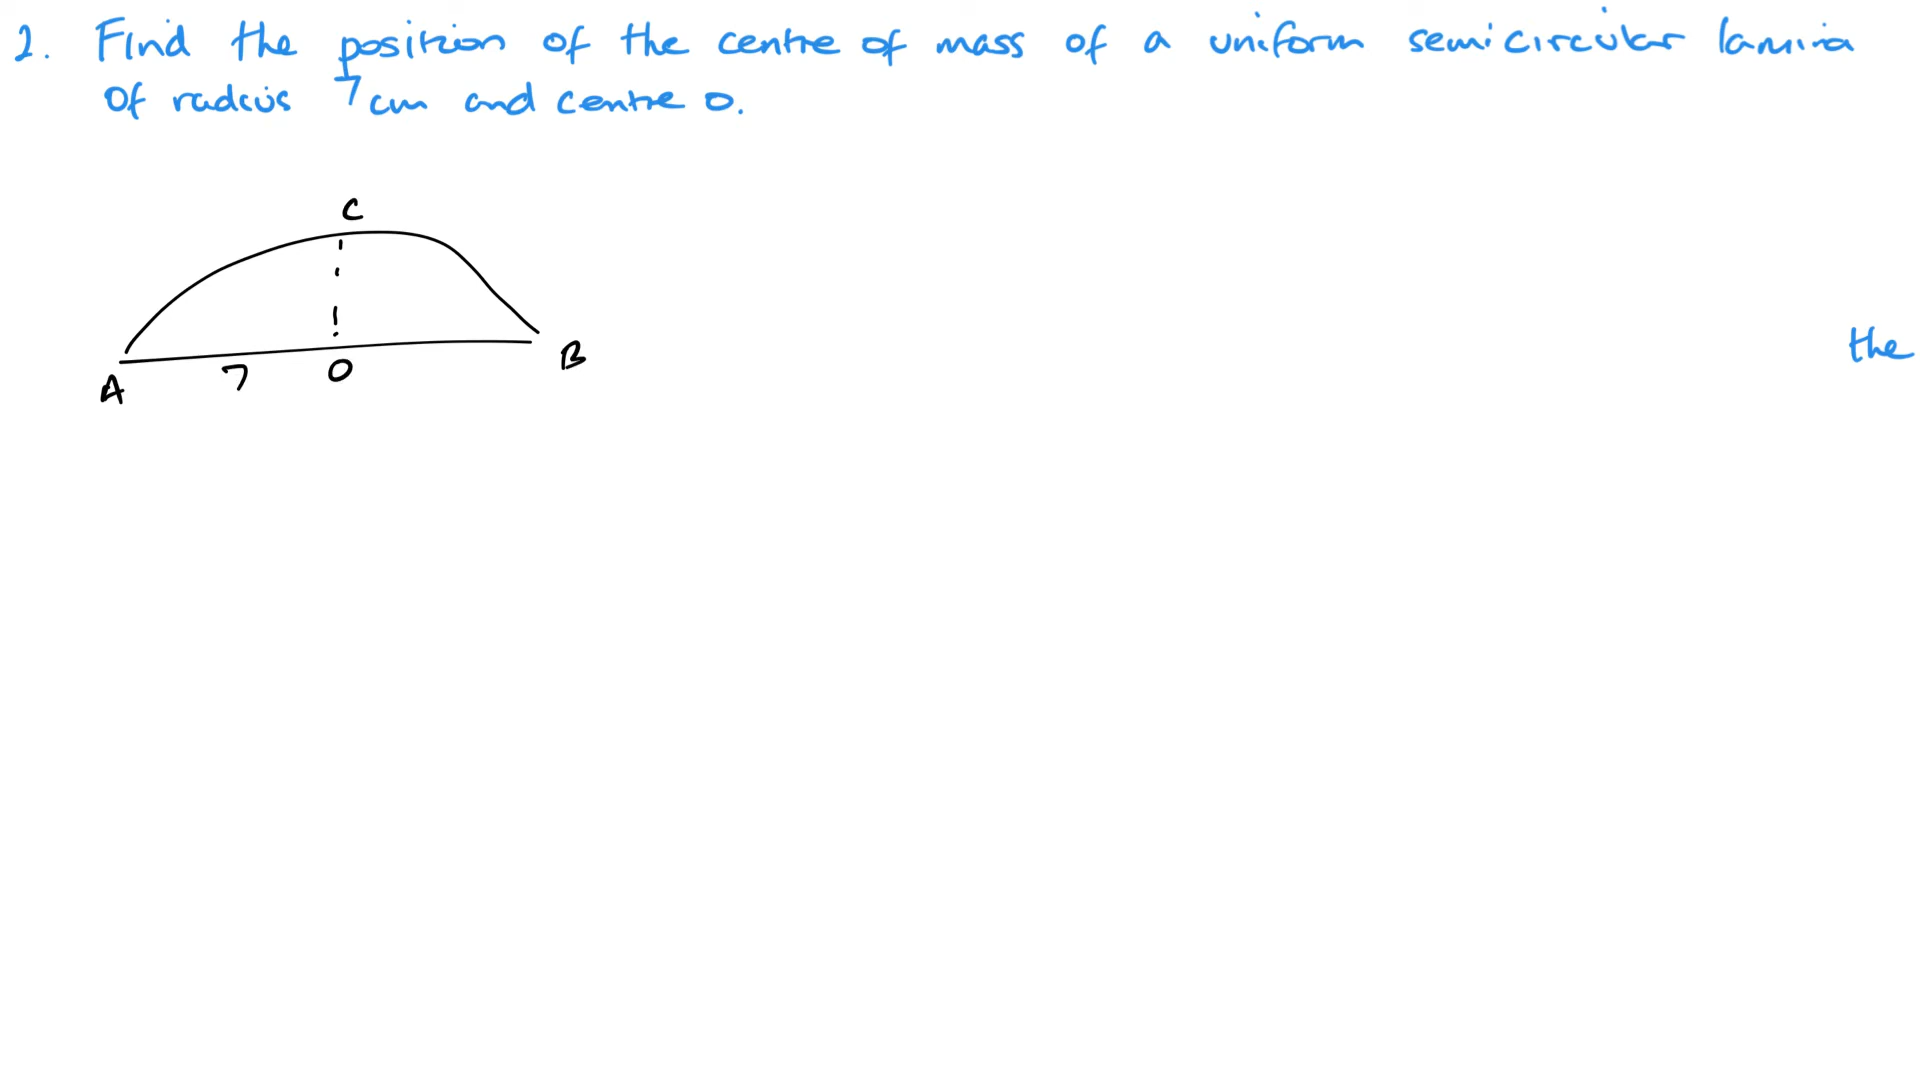 2. Find the position of the centre of mass of a uniform semicircular lamina
of radius 7cm and centre O.
C
the
A 7 O B